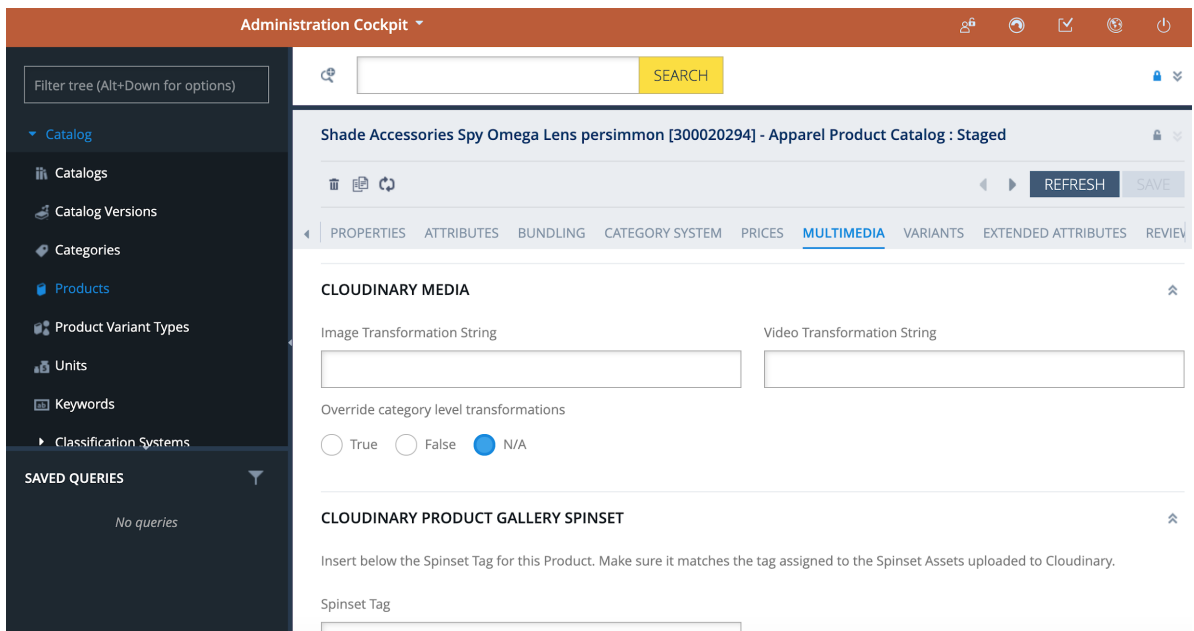 Administration Cockpit
Filter tree (Alt+Down for options)
SEARCH
Catalog
Catalogs
Catalog Versions
Categories
Products
Product Variant Types
Units
Keywords
Classification Systems
SAVED QUERIES
No queries
Shade Accessories Spy Omega Lens persimmon [300020294] - Apparel Product Catalog : Staged
REFRESH SAVE
PROPERTIES ATTRIBUTES BUNDLING CATEGORY SYSTEM PRICES MULTIMEDIA VARIANTS EXTENDED ATTRIBUTES REVIEW
CLOUDINARY MEDIA
Image Transformation String Video Transformation String
Override category level transformations
True False N/A
CLOUDINARY PRODUCT GALLERY SPINSET
Insert below the Spinset Tag for this Product. Make sure it matches the tag assigned to the Spinset Assets uploaded to Cloudinary.
Spinset Tag